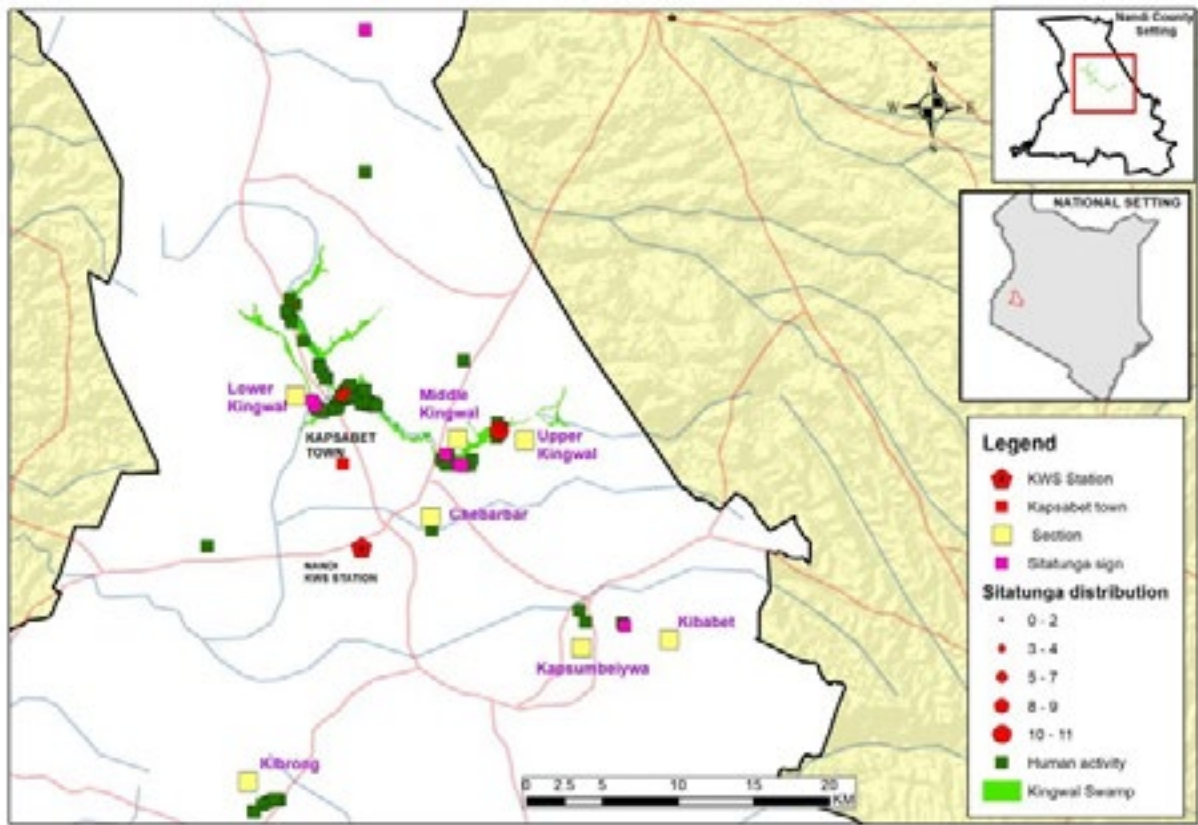 Nandi County
Setting
N
W
E
S
NATIONAL SETTING
Lower
Kingwal
Middle
Kingwal
KAPSABET
TOWN
Upper
Kingwal
Chebarbar
NANDI
KWS STATION
Kibabet
Kapsumbeiywa
Kibrong
0 2.5 5 10 15 20
KM
Legend
KWS Station
Kapsabet town
Section
Sitatunga sign
Sitatunga distribution
0 - 2
3 - 4
5 - 7
8 - 9
10 - 11
Human activity
Kingwal Swamp